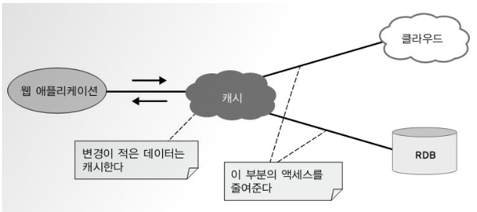 클라우드
웹 애플리케이션
캐시
변경이 적은 데이터는
캐시한다
이 부분의 액세스를
줄여준다
RDB